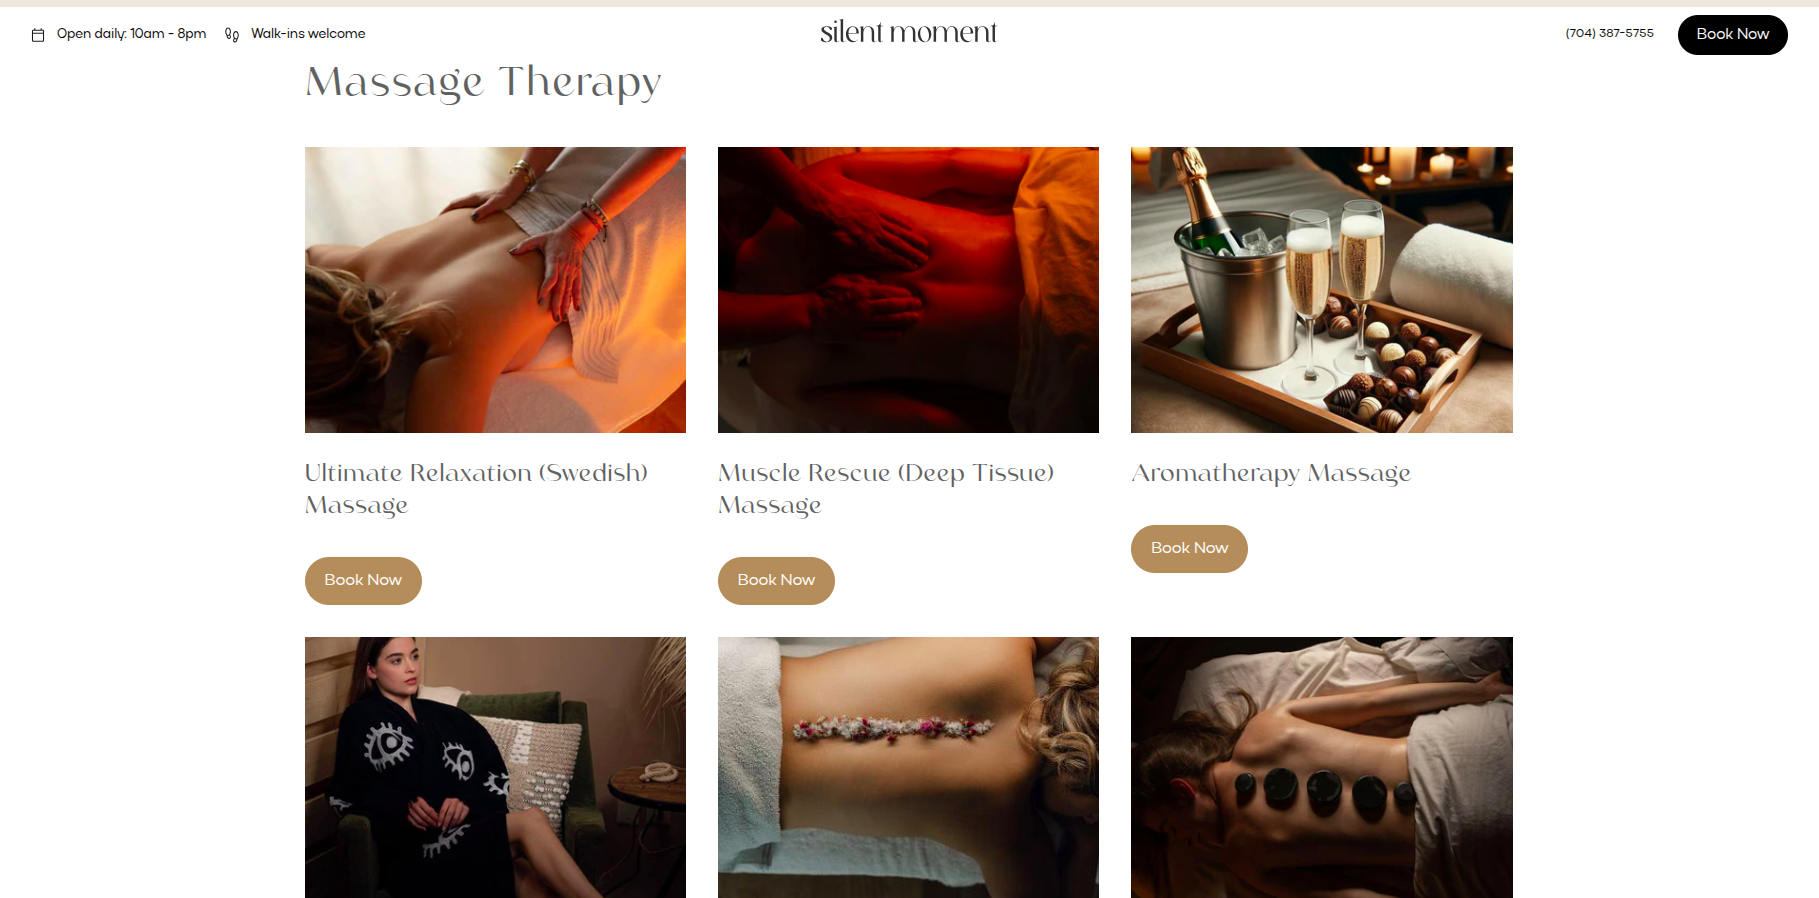 Open daily: 10am - 8pm
Walk-ins welcome
silent moment
(704) 387-5755
Book Now
Massage Therapy
Ultimate Relaxation (Swedish)
Massage
Book Now
Muscle Rescue (Deep Tissue)
Massage
Book Now
Aromatherapy Massage
Book Now